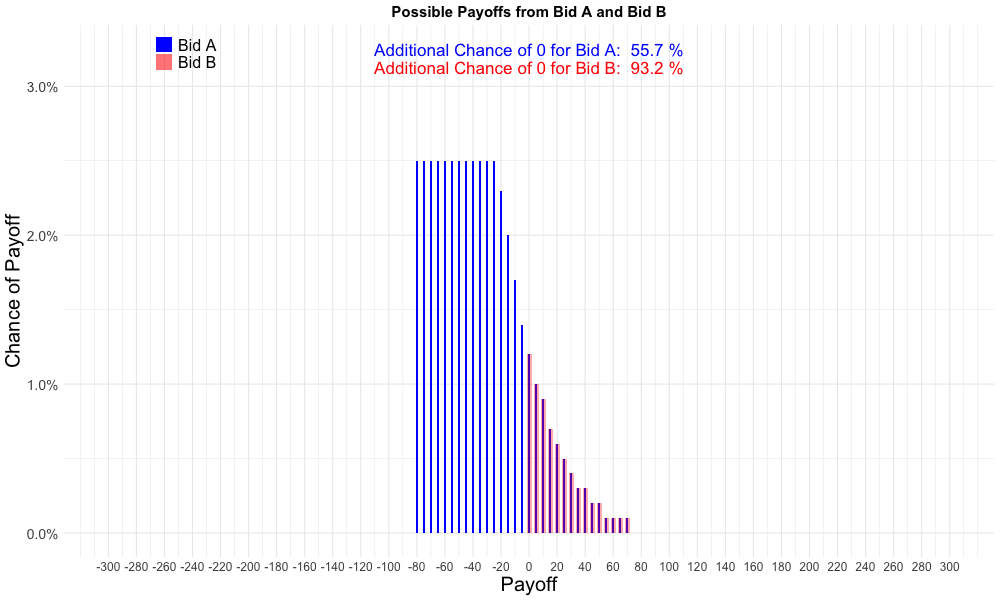 Possible Payoffs from Bid A and Bid B
Bid A
Bid B
Additional Chance of 0 for Bid A: 55.7 %
Additional Chance of 0 for Bid B: 93.2 %
Chance of Payoff
3.0%
2.0%
1.0%
0.0%
-300 -280 -260 -240 -220 -200 -180 -160 -140 -120 -100 -80 -60 -40 -20 0 20 40 60 80 100 120 140 160 180 200 220 240 260 280 300
Payoff